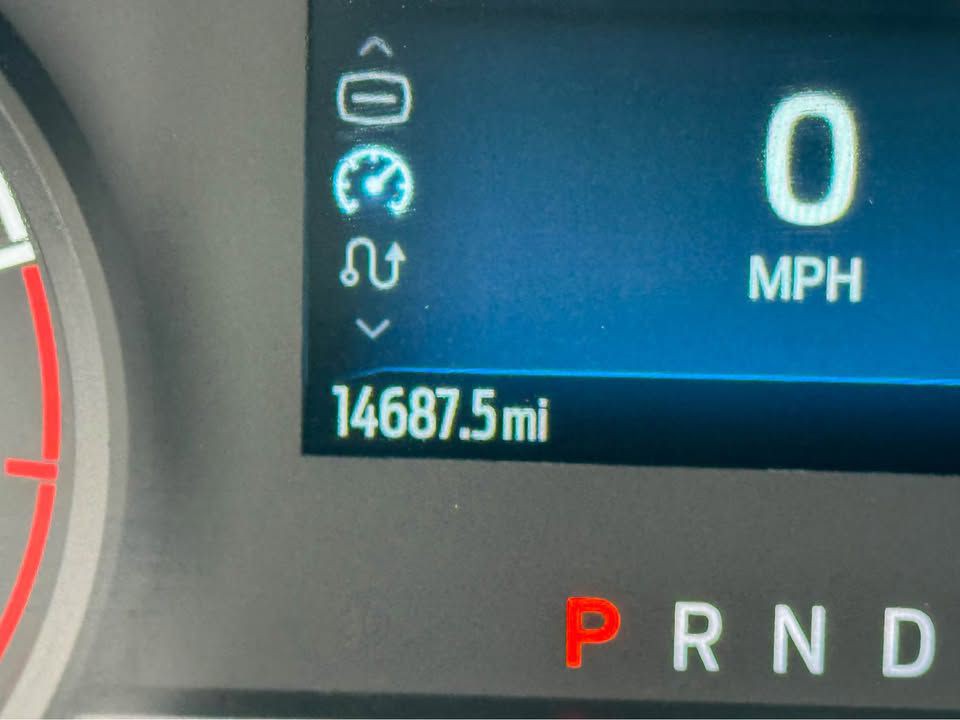 0
MPH
14687.5mi
P R N D